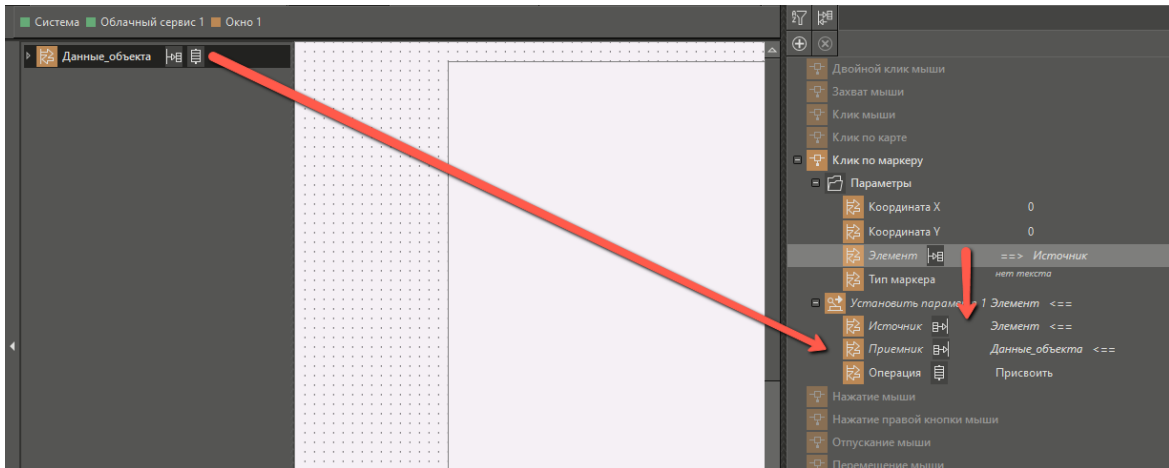 Система Облачный сервис 1 Окно 1
Данные_объекта
Двойной клик мыши
Захват мыши
Клик мыши
Клик по карте
Клик по маркеру
Параметры
Координата X 0
Координата Y 0
Элемент ==> Источник
Тип маркера нет текста
Установить 1 Элемент <==
Источник Элемент <==
Приемник Данные_объекта <==
Операция Присвоить
Нажатие мыши
Нажатие правой кнопки мыши
Отпускание мыши
Перемещение мыши